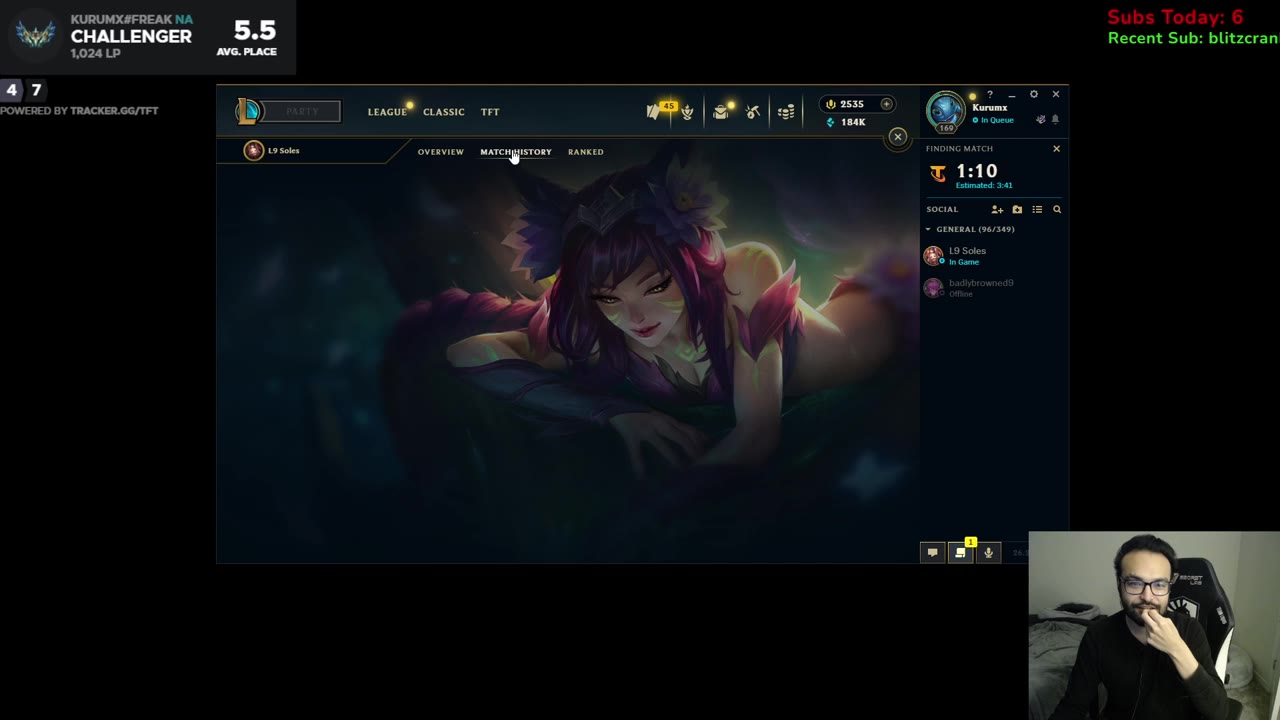 KURUMX#FREAK NA
CHALLENGER
1,024 LP
5.5
AVG. PLACE
4 7
POWERED BY TRACKER.GG/TFT
Subs Today: 6
Recent Sub: blitzcran
PARTY
LEAGUE
CLASSIC
TFT
45
2535
184K
169
Kurumx
In Queue
L9 Soles
OVERVIEW
MATCH HISTORY
RANKED
FINDING MATCH
1:10
Estimated: 3:41
SOCIAL
GENERAL (96/349)
L9 Soles
In Game
badlybrowned9
Offline
1
SECRET
LAB